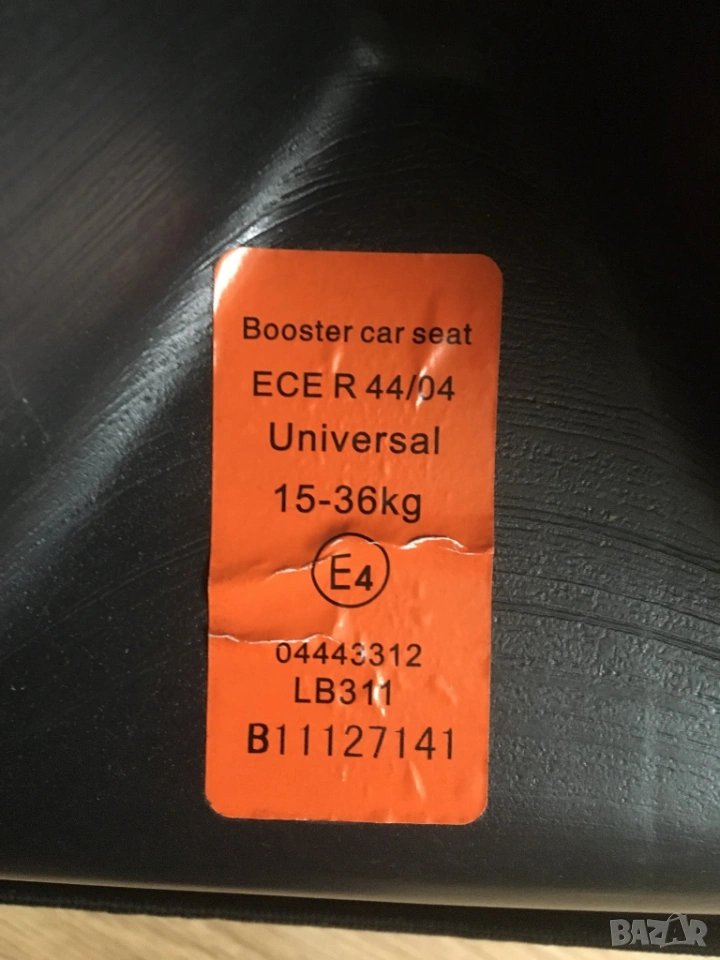 Booster car seat
ECE R 44/04
Universal
15-36kg
E4
04443312
LB311
B11127141
BAZAR